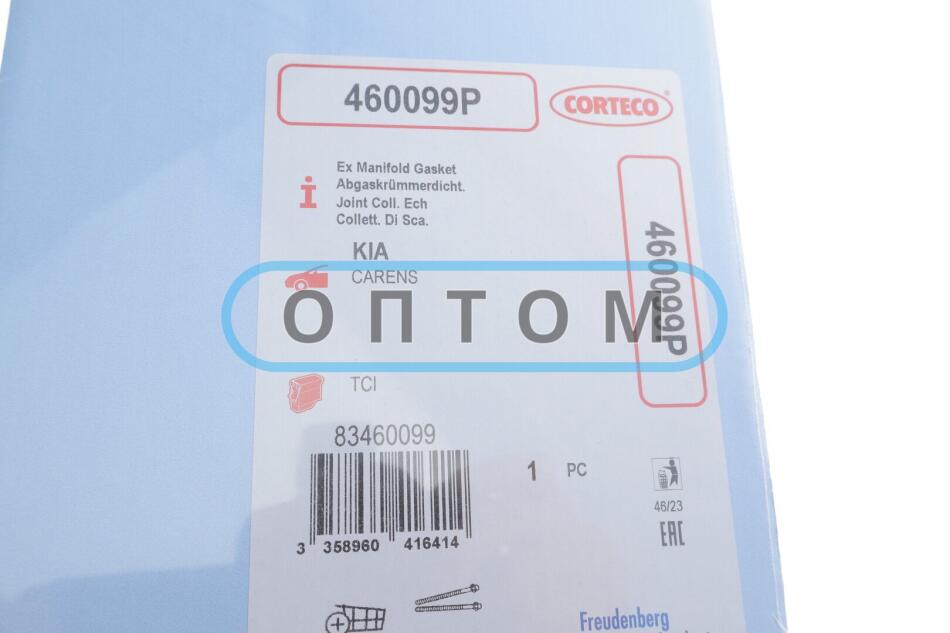 460099P
CORTECO
Ex Manifold Gasket
Abgaskrümmerdicht.
Joint Coll. Ech
Collett. Di Sca.
460099P
KIA
CARENS
ОПТОМ
TCI
83460099
1 PC
3 358960 416414
46/23
EAC
Freudenberg